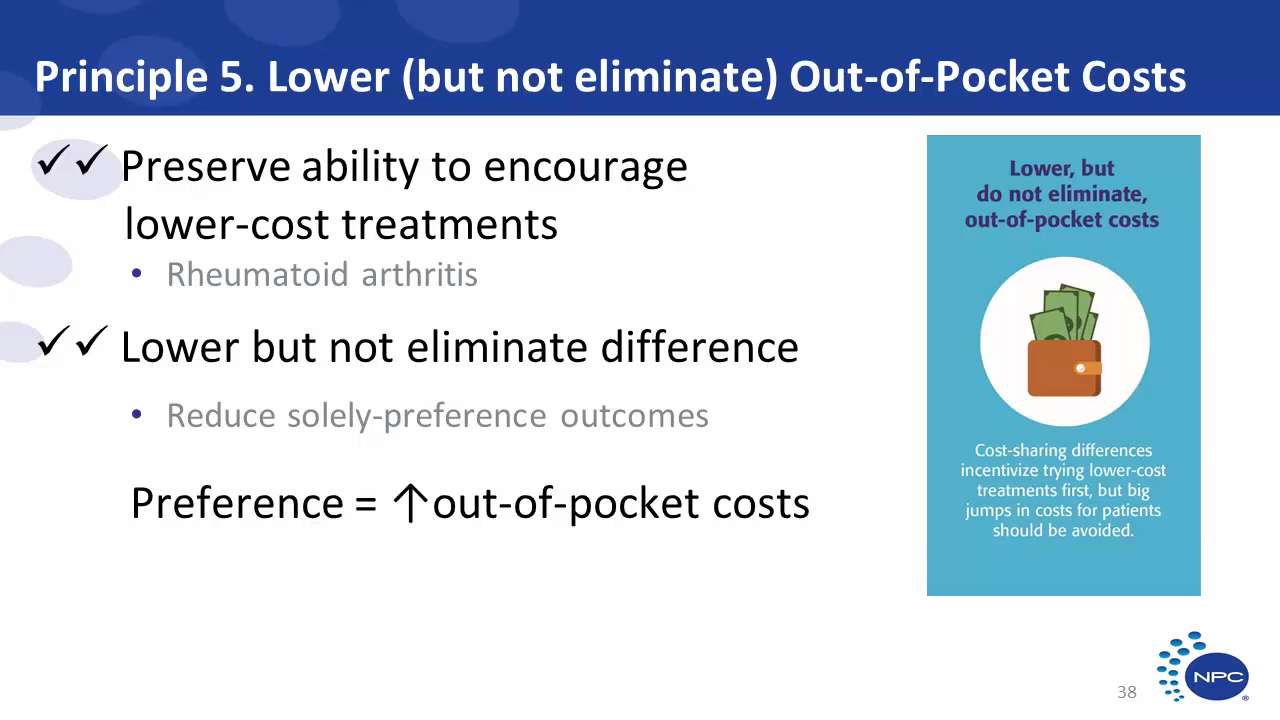 Principle 5. Lower (but not eliminate) Out-of-Pocket Costs
✓✓ Preserve ability to encourage
lower-cost treatments
• Rheumatoid arthritis
✓✓ Lower but not eliminate difference
• Reduce solely-preference outcomes
Preference = ↑out-of-pocket costs
Lower, but
do not eliminate,
out-of-pocket costs
Cost-sharing differences
incentivize trying lower-cost
treatments first, but big
jumps in costs for patients
should be avoided.
38
NPC®